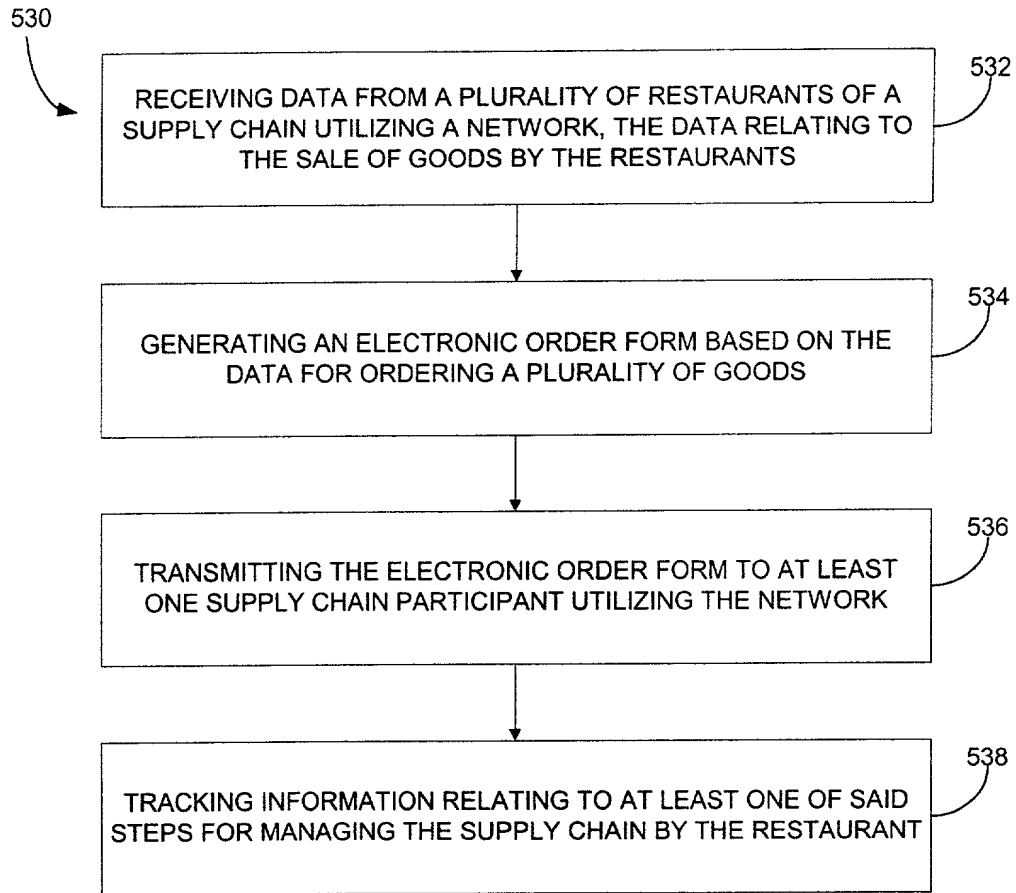 530
532
RECEIVING DATA FROM A PLURALITY OF RESTAURANTS OF A
SUPPLY CHAIN UTILIZING A NETWORK, THE DATA RELATING TO
THE SALE OF GOODS BY THE RESTAURANTS
534
GENERATING AN ELECTRONIC ORDER FORM BASED ON THE
DATA FOR ORDERING A PLURALITY OF GOODS
536
TRANSMITTING THE ELECTRONIC ORDER FORM TO AT LEAST
ONE SUPPLY CHAIN PARTICIPANT UTILIZING THE NETWORK
538
TRACKING INFORMATION RELATING TO AT LEAST ONE OF SAID
STEPS FOR MANAGING THE SUPPLY CHAIN BY THE RESTAURANT